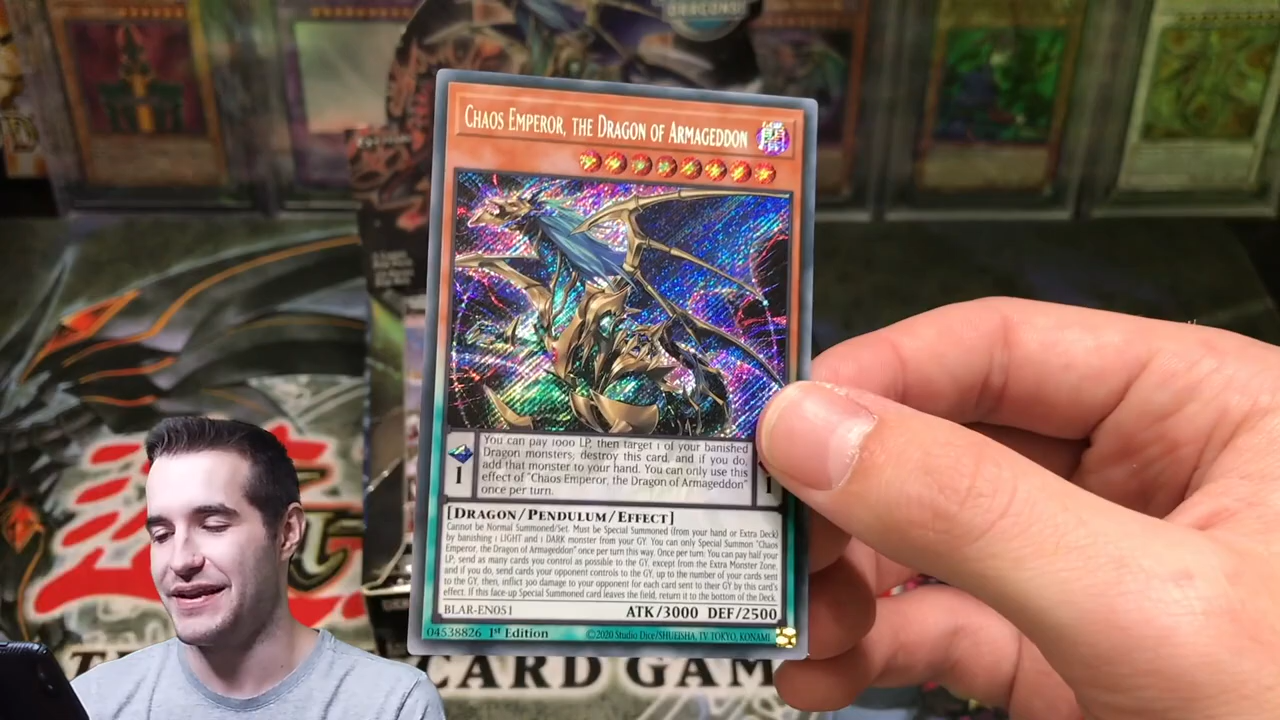 CHAOS EMPEROR, THE DRAGON OF ARMAGEDDON
You can pay 1000 LP, then target 1 of your banished
Dragon monsters; destroy this card, and if you do,
add that monster to your hand. You can only use this
effect of "Chaos Emperor, the Dragon of Armageddon"
once per turn.
1
1
[DRAGON/PENDULUM/EFFECT]
Cannot be Normal Summoned/Set. Must be Special Summoned (from your hand or Extra Deck)
by banishing 1 LIGHT and 1 DARK monster from your GY. You can only Special Summon "Chaos
Emperor, the Dragon of Armageddon" once per turn this way. Once per turn: You can pay half your
LP; send as many cards you control as possible to the GY, except from the Extra Monster Zone,
and if you do, send cards your opponent controls to the GY, up to the number of your cards sent
to the GY, then, inflict 300 damage to your opponent for each card sent to their GY by this card's
effect. If this face-up Special Summoned card leaves the field, return it to the bottom of the Deck.
ATK/3000 DEF/2500
BLAR-EN051
04538826 1st Edition
©2020 Studio Dice/SHUEISHA, TV TOKYO, KONAMI
CARD GAM